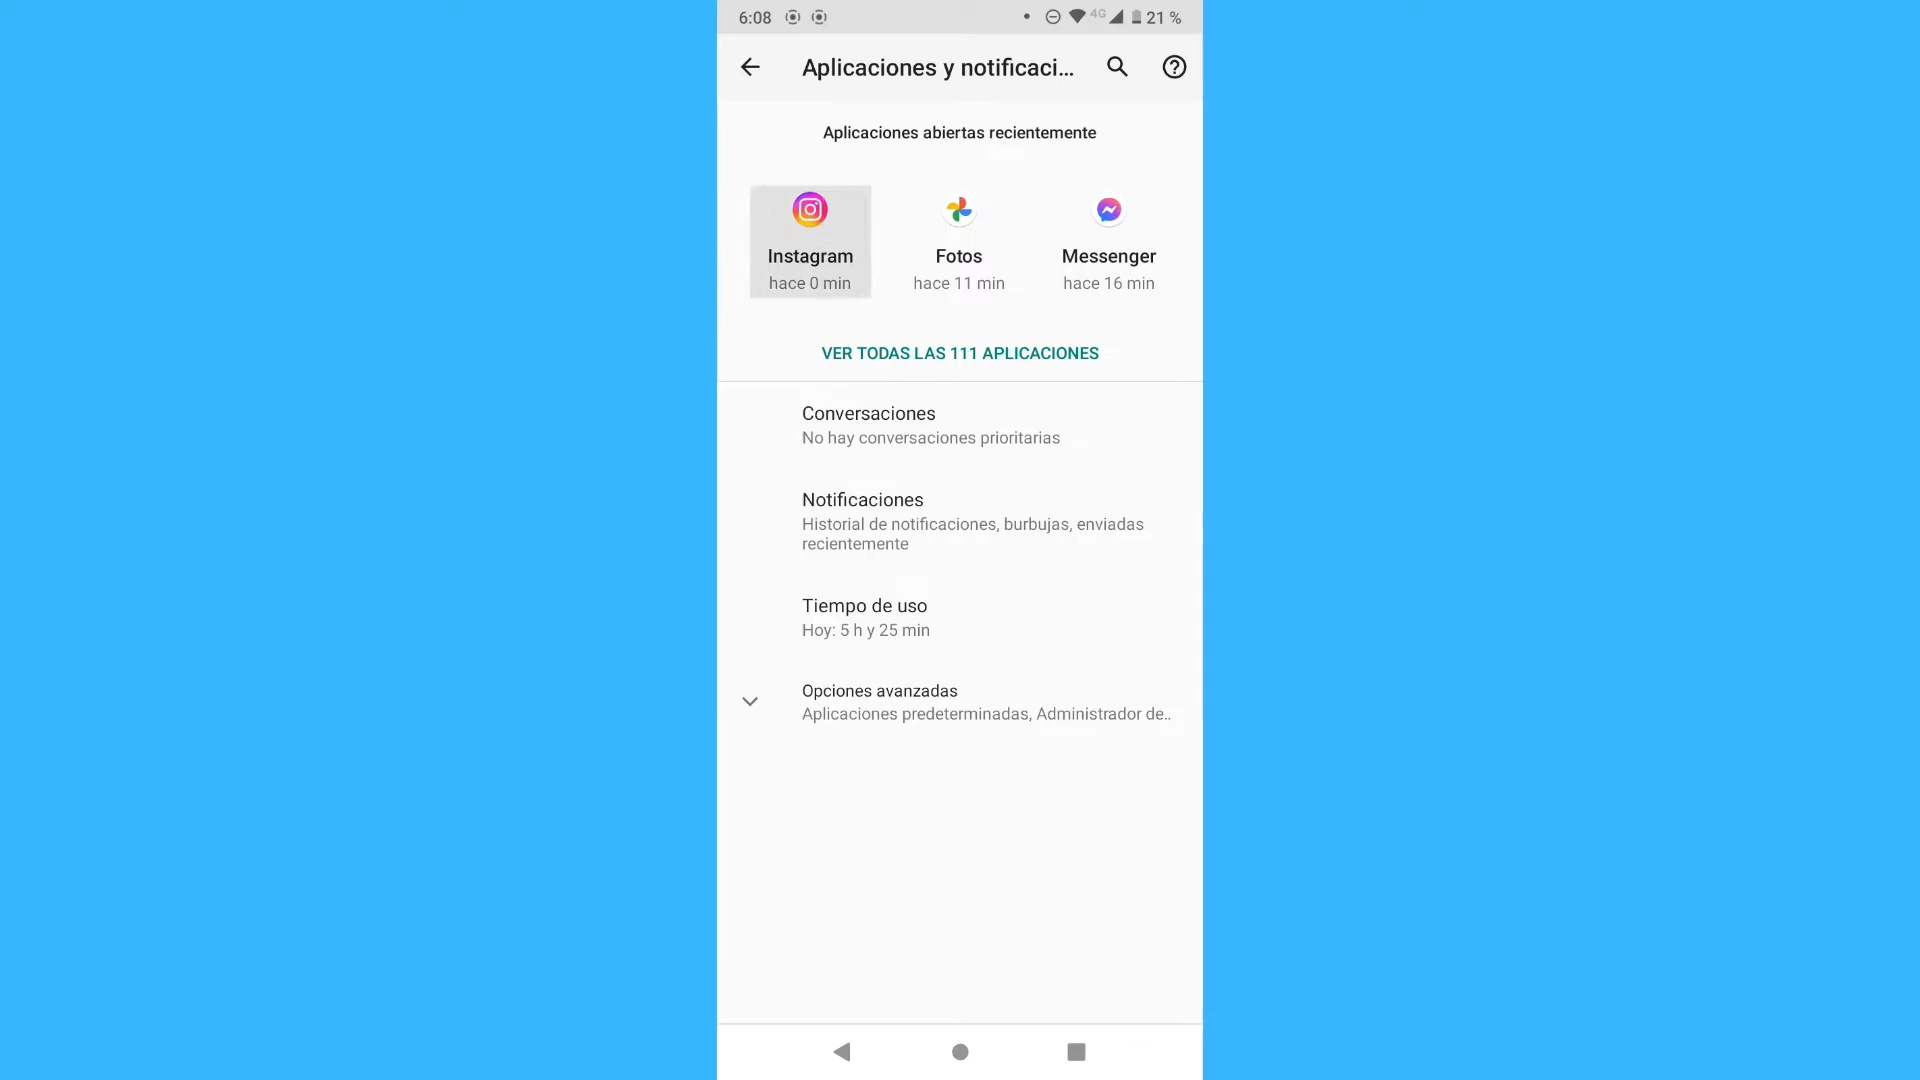 6:08 4G 21 %
Aplicaciones y notificaci...
Aplicaciones abiertas recientemente
Instagram Fotos Messenger
hace 0 min hace 11 min hace 16 min
VER TODAS LAS 111 APLICACIONES
Conversaciones
No hay conversaciones prioritarias
Notificaciones
Historial de notificaciones, burbujas, enviadas
recientemente
Tiempo de uso
Hoy: 5 h y 25 min
Opciones avanzadas
Aplicaciones predeterminadas, Administrador de..